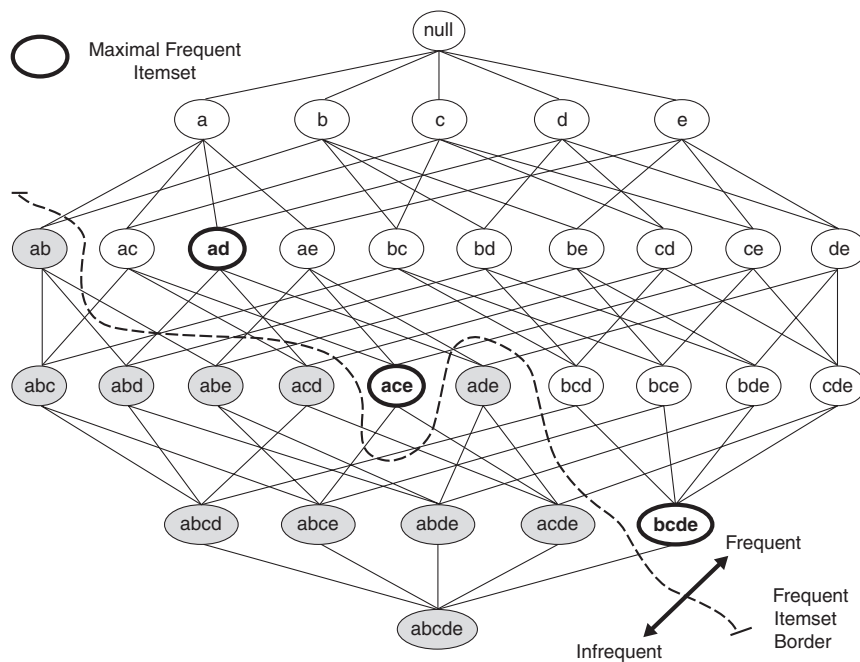 null
Maximal Frequent
Itemset
a b c d e
ab ac ad ae bc bd be cd ce de
abc abd abe acd ace ade bcd bce bde cde
abcd abce abde acde bcde
Frequent
abcde
Infrequent
Frequent
Itemset
Border